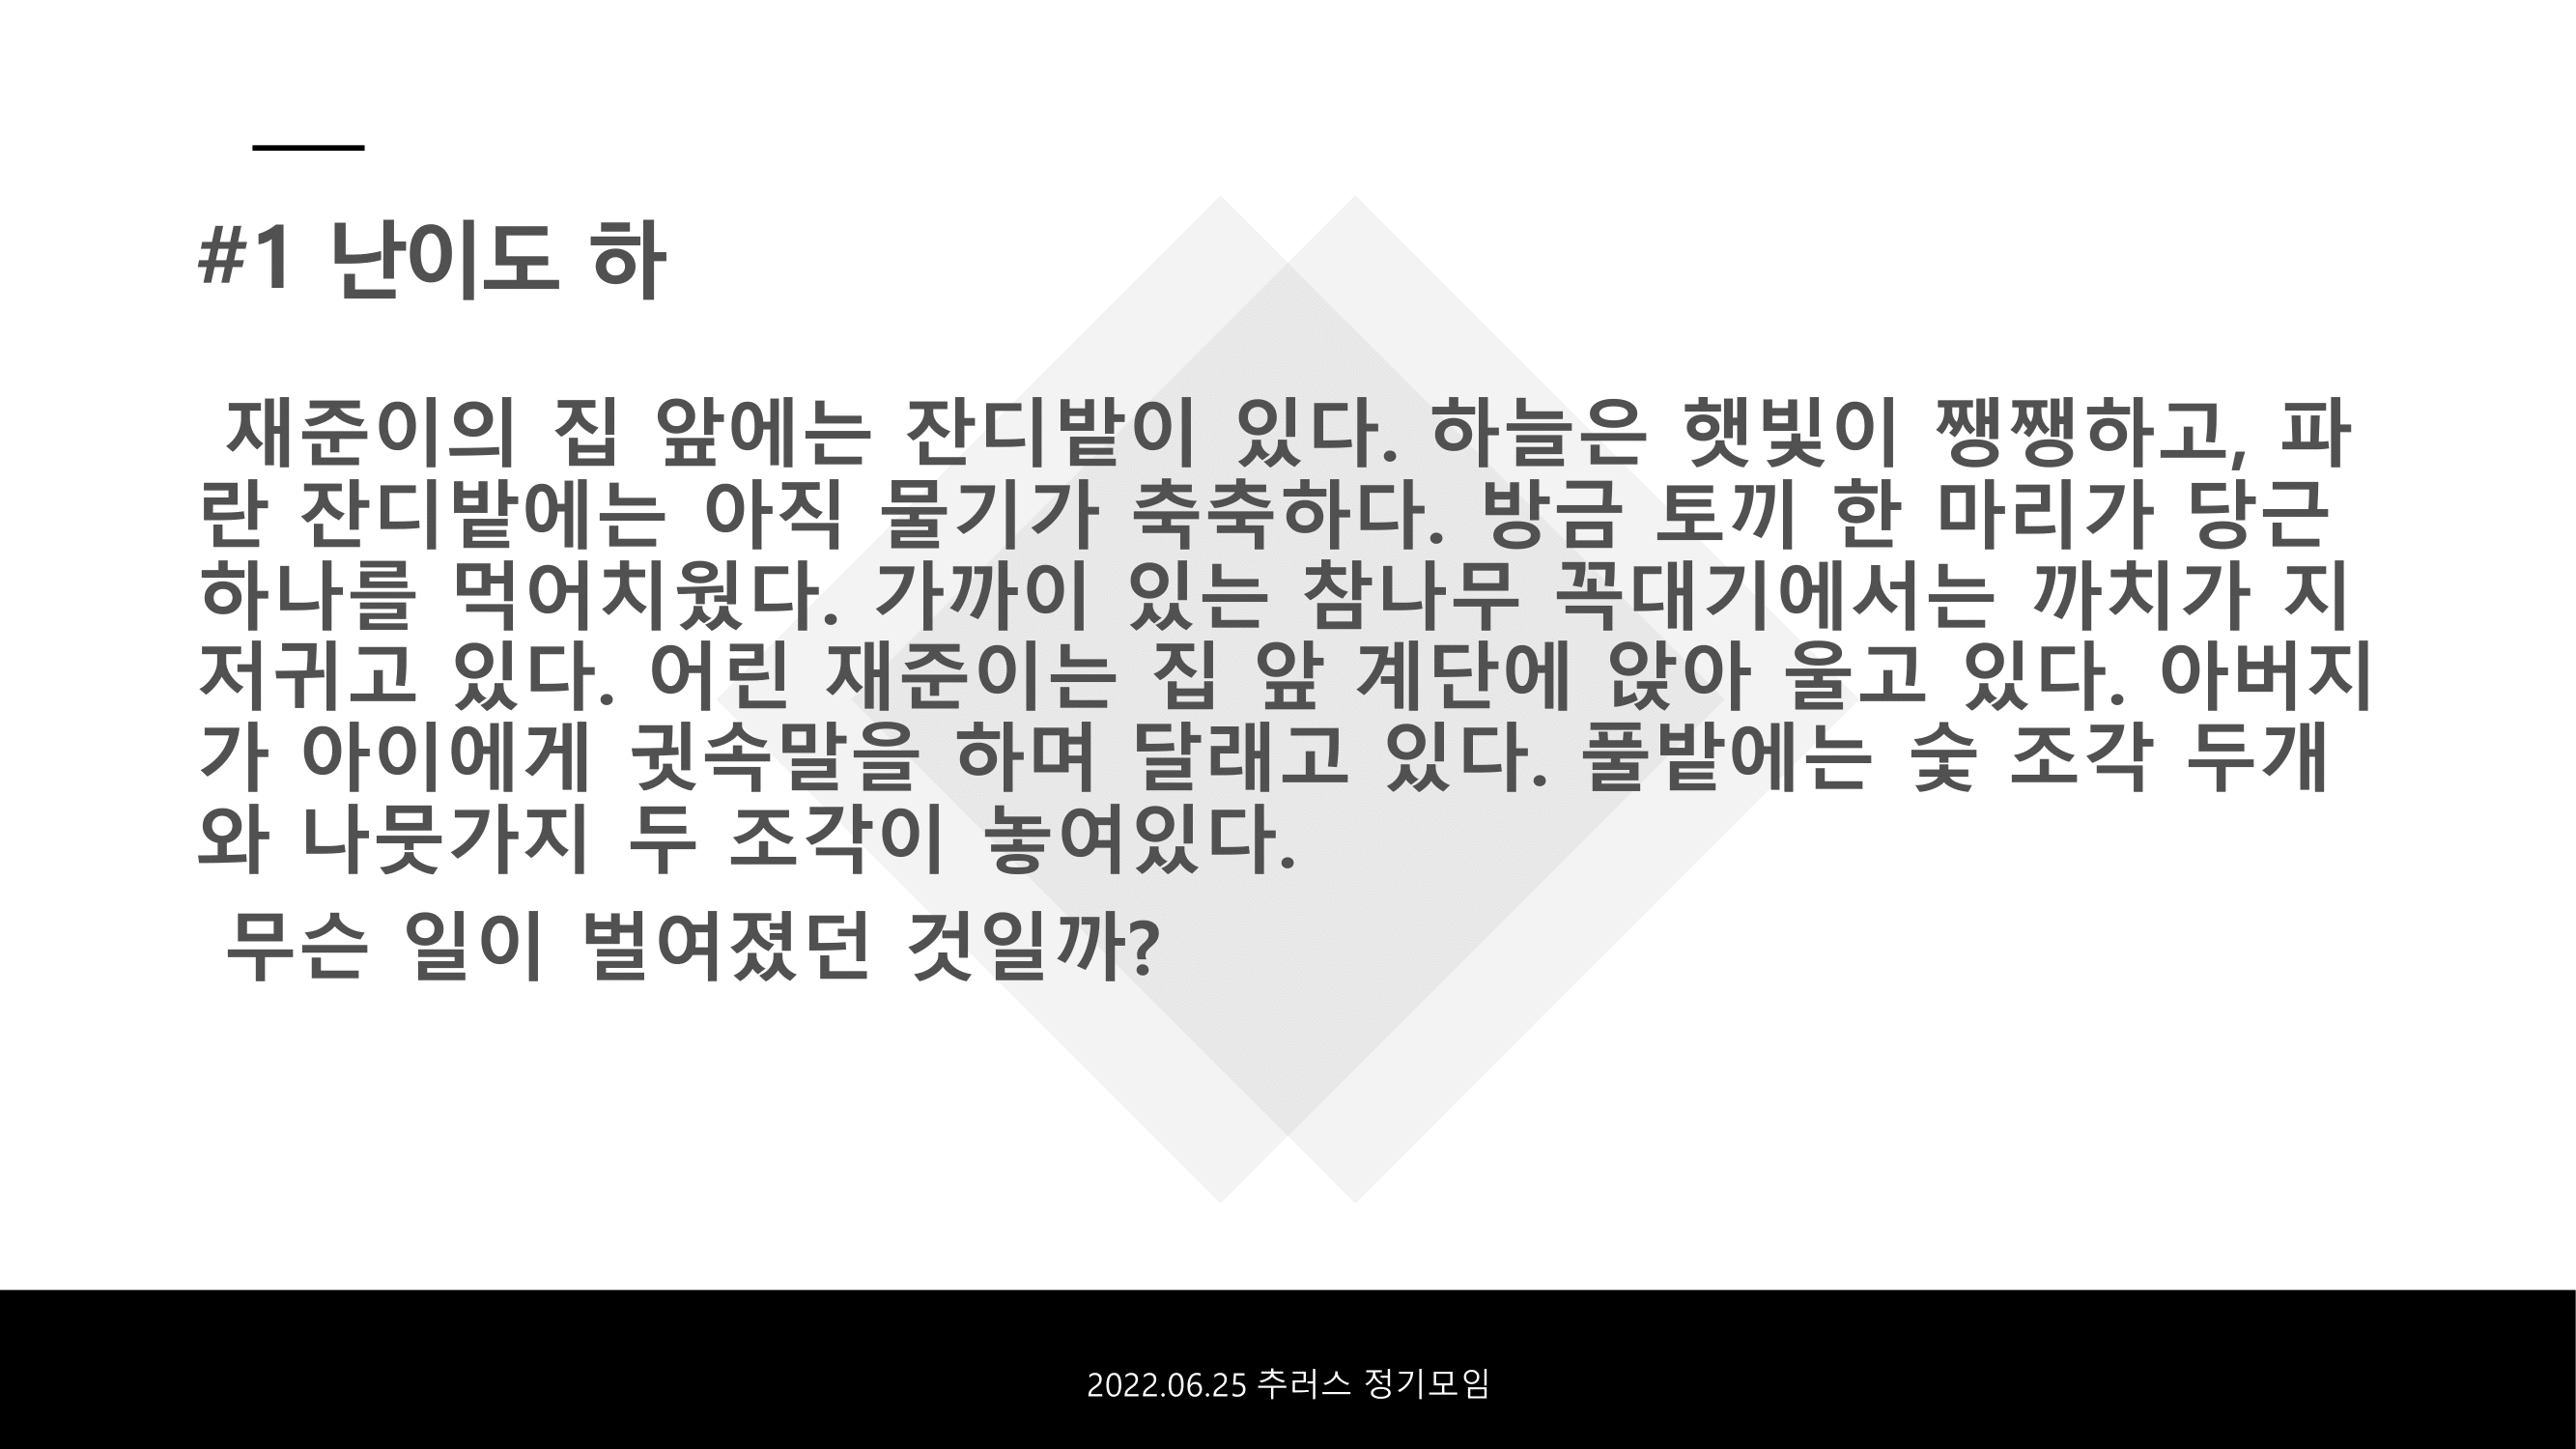 #1 난이도 하
재준이의 집 앞에는 잔디밭이 있다. 하늘은 햇빛이 쨍쨍하고, 파
란 잔디밭에는 아직 물기가 축축하다. 방금 토끼 한 마리가 당근
하나를 먹어치웠다. 가까이 있는 참나무 꼭대기에서는 까치가 지
저귀고 있다. 어린 재준이는 집 앞 계단에 앉아 울고 있다. 아버지
가 아이에게 귓속말을 하며 달래고 있다. 풀밭에는 숯 조각 두개
와 나뭇가지 두 조각이 놓여있다.
무슨 일이 벌여졌던 것일까?
2022.06.25 추러스 정기모임